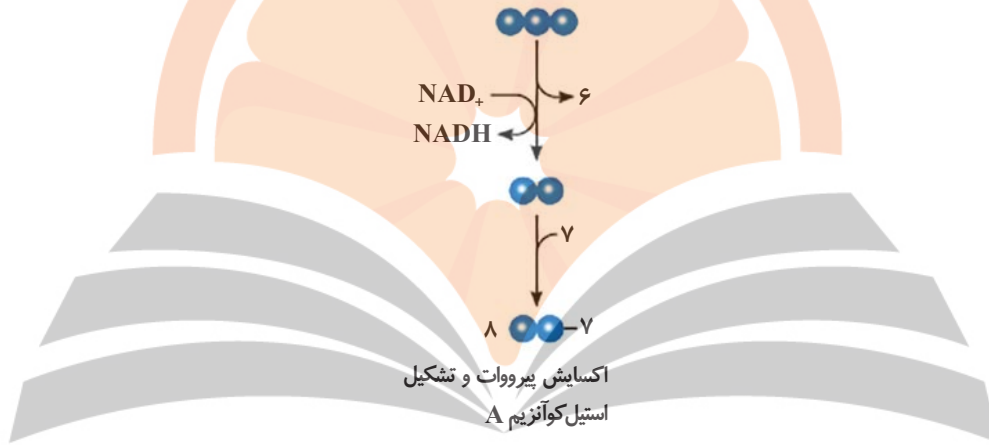 NAD+
۶
NADH
۷
۸ –۷
اکسایش پیرووات و تشکیل
استیل‌کوآنزیم A